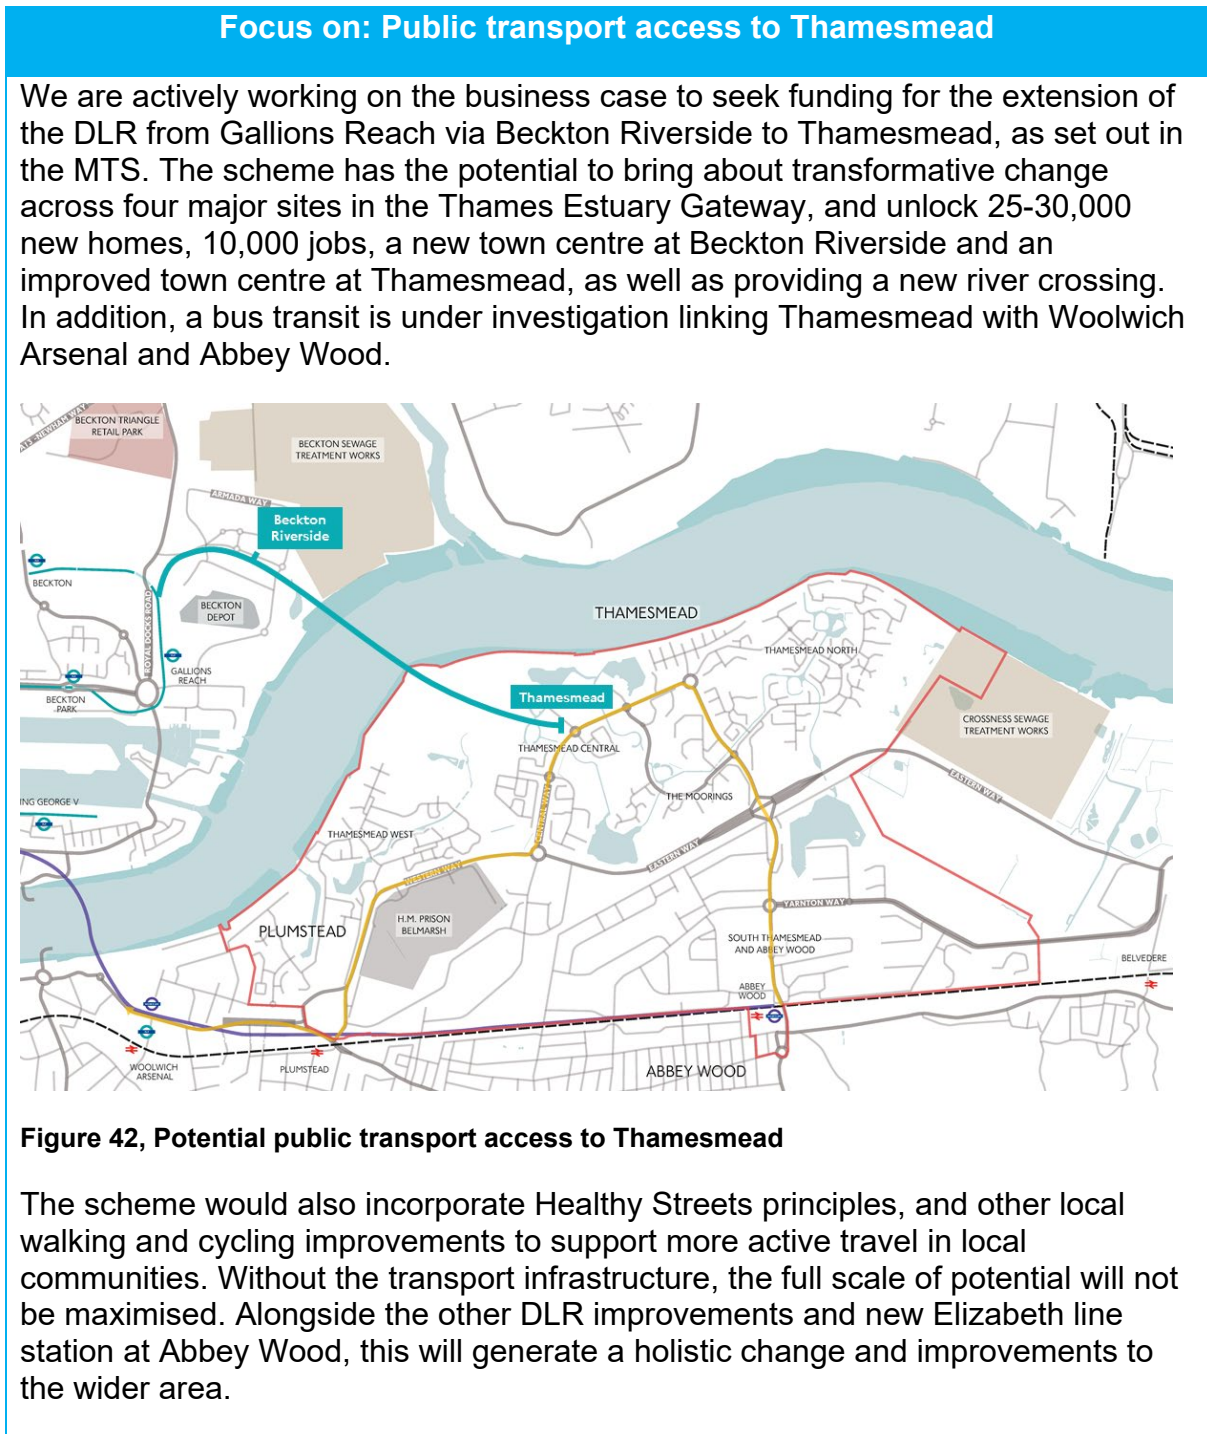 Focus on: Public transport access to Thamesmead
We are actively working on the business case to seek funding for the extension of
the DLR from Gallions Reach via Beckton Riverside to Thamesmead, as set out in
the MTS. The scheme has the potential to bring about transformative change
across four major sites in the Thames Estuary Gateway, and unlock 25-30,000
new homes, 10,000 jobs, a new town centre at Beckton Riverside and an
improved town centre at Thamesmead, as well as providing a new river crossing.
In addition, a bus transit is under investigation linking Thamesmead with Woolwich
Arsenal and Abbey Wood.
BECKTON TRIANGLE
RETAIL PARK
NEWHAM WAY
BECKTON SEWAGE
TREATMENT WORKS
ARMADA WAY
Beckton
Riverside
BECKTON
BECKTON
DEPOT
ROYAL DOCKS ROAD
THAMESMEAD
THAMESMEAD NORTH
GALLIONS
REACH
BECKTON
PARK
Thamesmead
CROSSNESS SEWAGE
TREATMENT WORKS
THAMESMEAD CENTRAL
EASTERN WAY
THE MOORINGS
NG GEORGE V
CENTRAL WAY
THAMESMEAD WEST
EASTERN WAY
WESTERN WAY
YARNTON WAY
H.M. PRISON
BELMARSH
PLUMSTEAD
SOUTH THAMESMEAD
AND ABBEY WOOD
BELVEDERE
ABBEY
WOOD
WOOLWICH
ARSENAL
PLUMSTEAD
ABBEY WOOD
Figure 42, Potential public transport access to Thamesmead
The scheme would also incorporate Healthy Streets principles, and other local
walking and cycling improvements to support more active travel in local
communities. Without the transport infrastructure, the full scale of potential will not
be maximised. Alongside the other DLR improvements and new Elizabeth line
station at Abbey Wood, this will generate a holistic change and improvements to
the wider area.